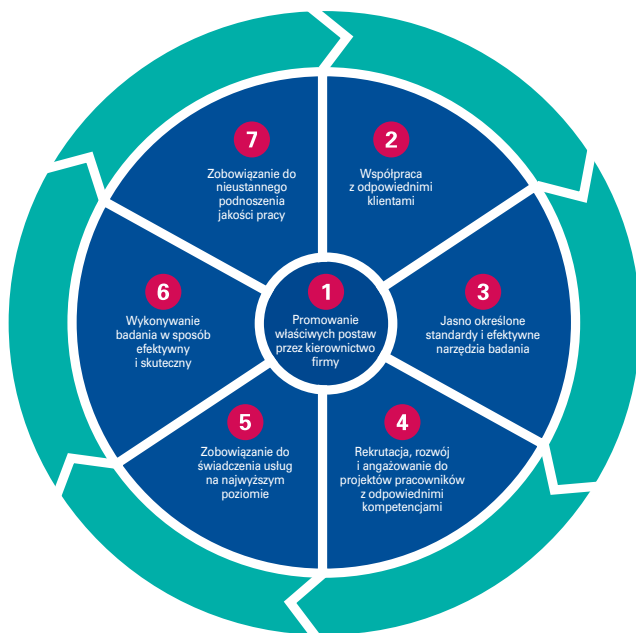 1
Promowanie
właściwych postaw
przez kierownictwo
firmy
2
Współpraca
z odpowiednimi
klientami
3
Jasno określone
standardy i efektywne
narzędzia badania
4
Rekrutacja, rozwój
i angażowanie do
projektów pracowników
z odpowiednimi
kompetencjami
5
Zobowiązanie do
świadczenia usług
na najwyższym
poziomie
6
Wykonywanie
badania w sposób
efektywny
i skuteczny
7
Zobowiązanie do
nieustannego
podnoszenia
jakości pracy